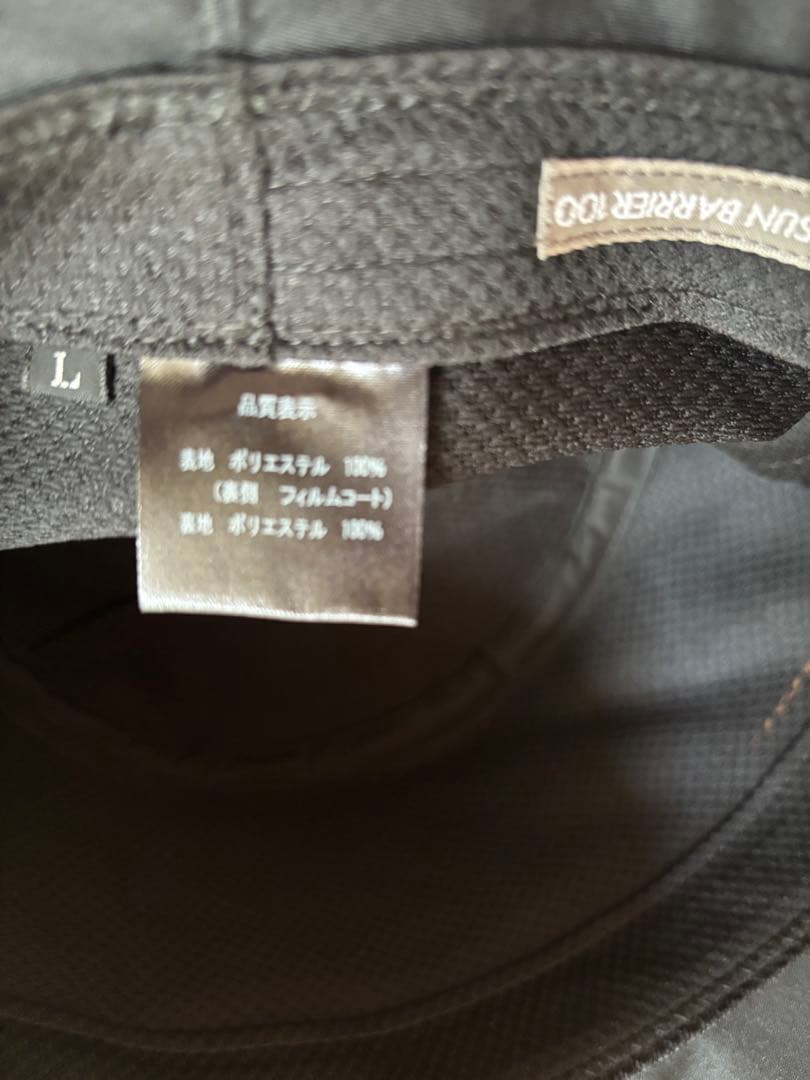 SUN BARRIER 100
L
品質表示
表地 ポリエステル 100%
(裏側 フィルムコート)
裏地 ポリエステル 100%